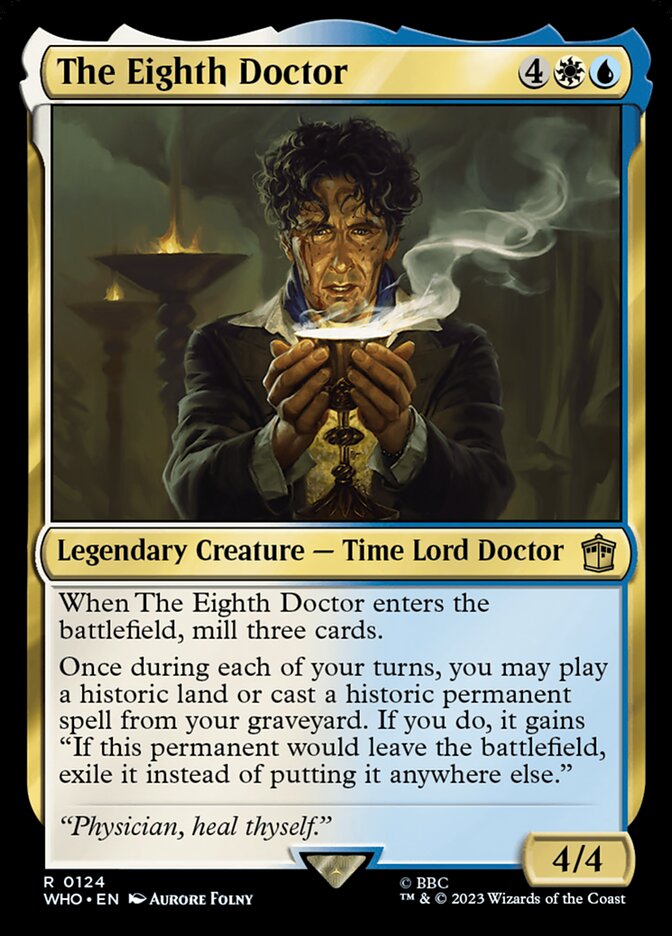 The Eighth Doctor 4
Legendary Creature — Time Lord Doctor
When The Eighth Doctor enters the
battlefield, mill three cards.
Once during each of your turns, you may play
a historic land or cast a historic permanent
spell from your graveyard. If you do, it gains
“If this permanent would leave the battlefield,
exile it instead of putting it anywhere else.”
“Physician, heal thyself.”
4/4
R 0124
WHO • EN Aurore Folny
© BBC
™ & © 2023 Wizards of the Coast